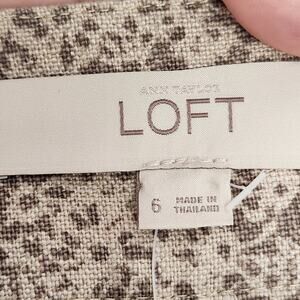 ANN TAYLOR
LOFT
6
MADE IN
THAILAND